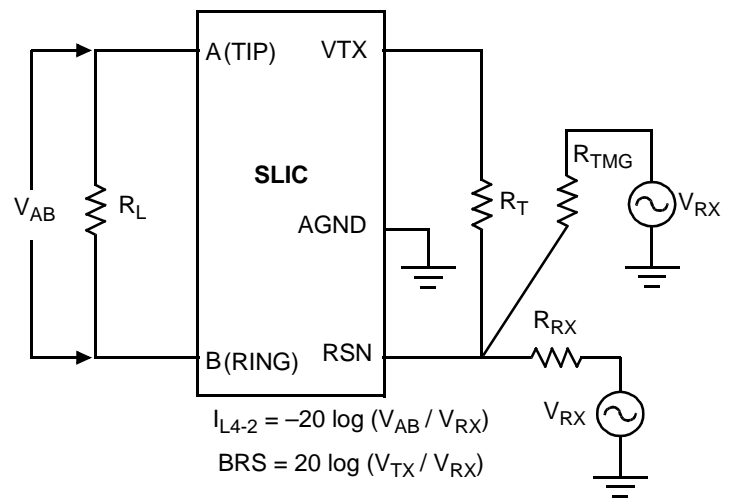 A(TIP) VTX
R_TMG
SLIC
V_AB R_L R_T V_RX
AGND
R_RX
B(RING) RSN
V_RX
I_L4-2 = –20 log (V_AB / V_RX)
BRS = 20 log (V_TX / V_RX)